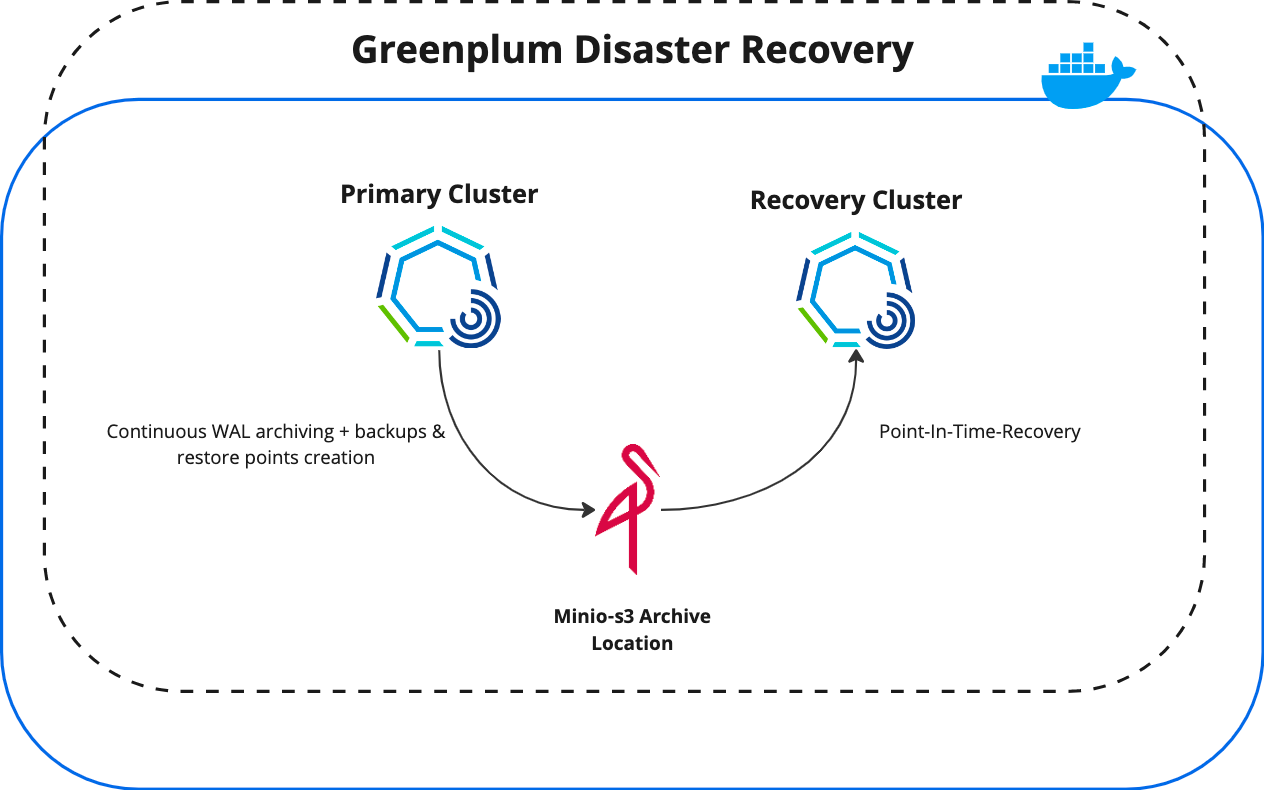 Greenplum Disaster Recovery
Primary Cluster
Recovery Cluster
Continuous WAL archiving + backups &
restore points creation
Point-In-Time-Recovery
Minio-s3 Archive
Location